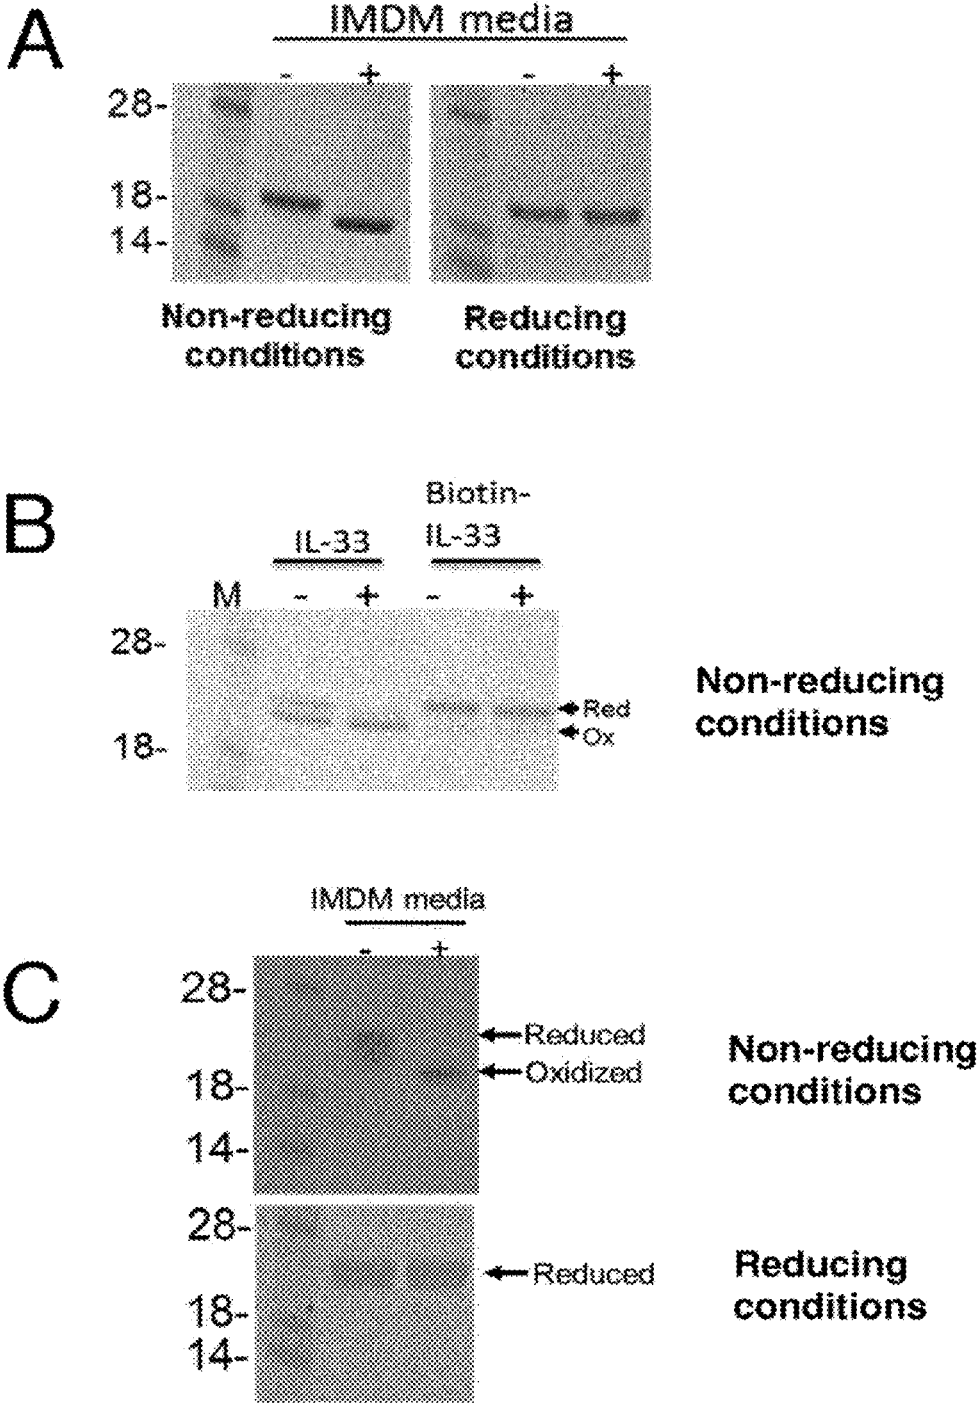 A
IMDM media
- +
- +
28-
18-
14-
Non-reducing
conditions
Reducing
conditions
B
IL-33
Biotin-
IL-33
M - + - +
28-
18-
Red
Ox
Non-reducing
conditions
C
IMDM media
- +
28-
18-
14-
Reduced
Oxidized
Non-reducing
conditions
28-
18-
14-
Reduced
Reducing
conditions